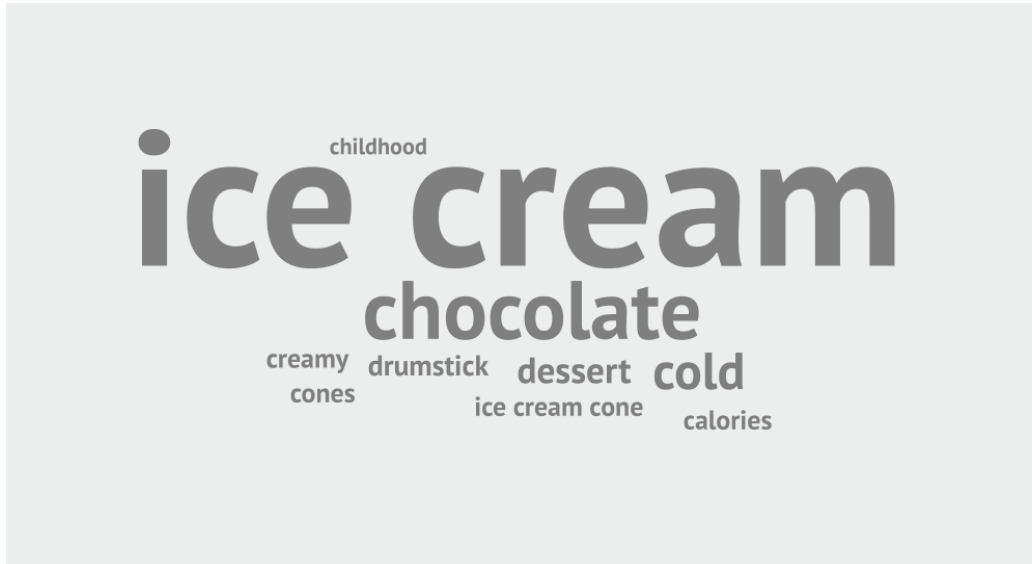 childhood
ice cream
chocolate
creamy drumstick dessert cold
cones ice cream cone calories